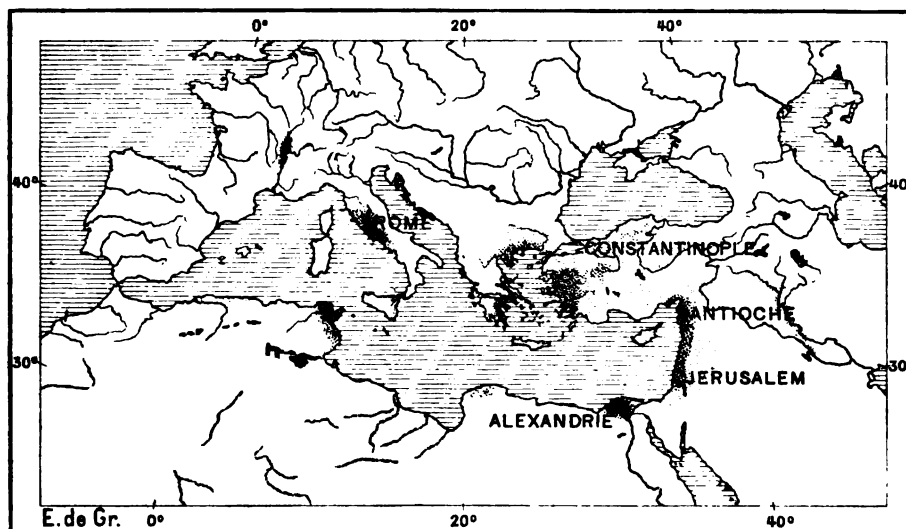 0° 20° 40°
40° 40
ROME
CONSTANTINOPLE
ANTIOCHE
30° 30
JERUSALEM
ALEXANDRIE
E. de Gr. 0° 20° 40°